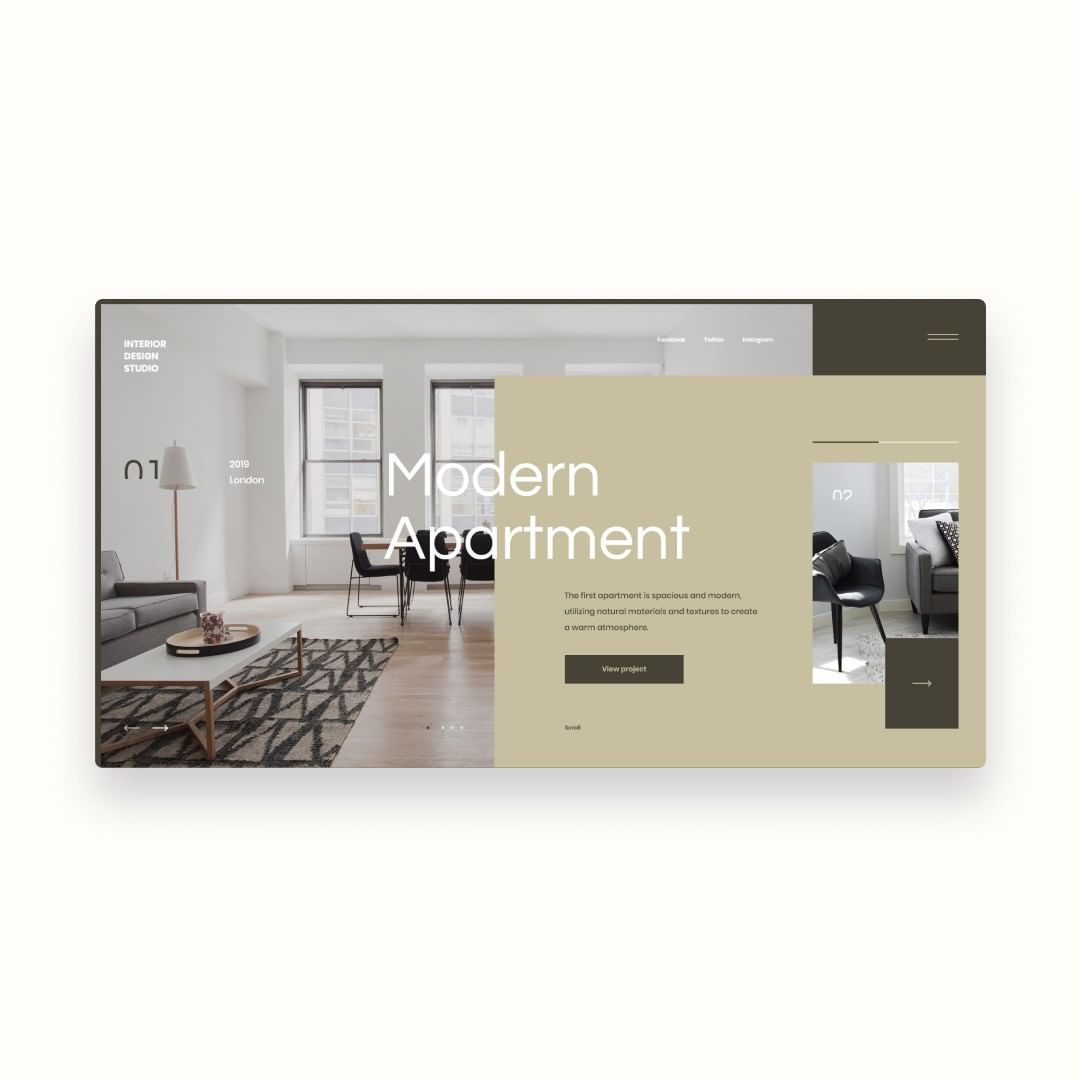 INTERIOR
DESIGN
STUDIO
Facebook
Twitter
Instagram
01
2019
London
Modern
Apartment
02
The first apartment is spacious and modern,
utilizing natural materials and textures to create
a warm atmosphere.
View project
Scroll